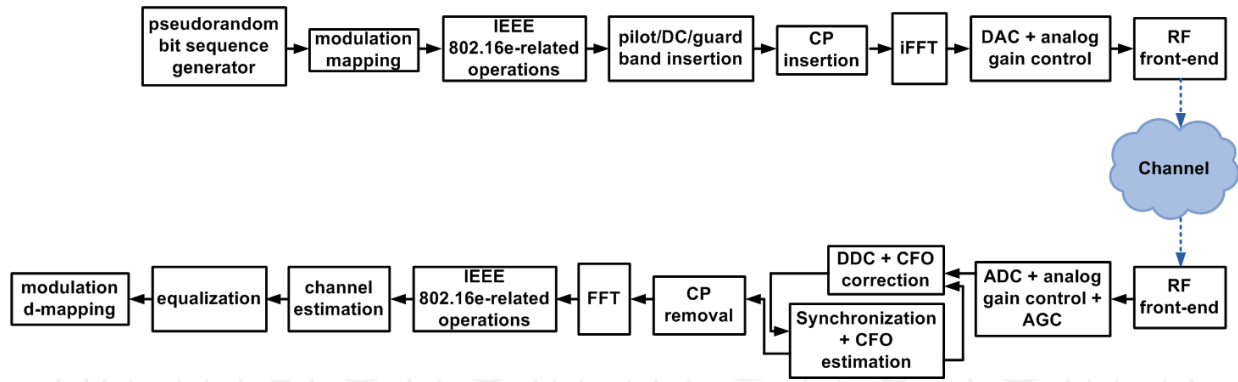 pseudorandom
bit sequence
generator
modulation
mapping
IEEE
802.16e-related
operations
pilot/DC/guard
band insertion
CP
insertion
iFFT
DAC + analog
gain control
RF
front-end
Channel
modulation
d-mapping
equalization
channel
estimation
IEEE
802.16e-related
operations
FFT
CP
removal
DDC + CFO
correction
Synchronization
+ CFO
estimation
ADC + analog
gain control +
AGC
RF
front-end